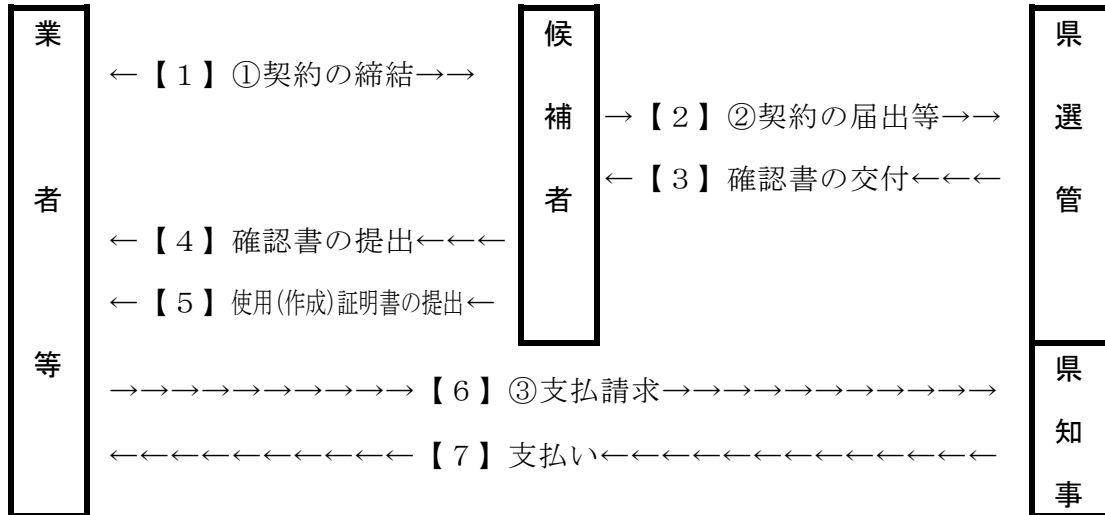 業者等
候補者
県選管
←【１】①契約の締結→→
→【２】②契約の届出等→→
←【３】確認書の交付←←←
←【４】確認書の提出←←←
←【５】使用(作成)証明書の提出←
県知事
→→→→→→→→→→【６】③支払請求→→→→→→→→→→→
←←←←←←←←←←【７】支払い←←←←←←←←←←←←←